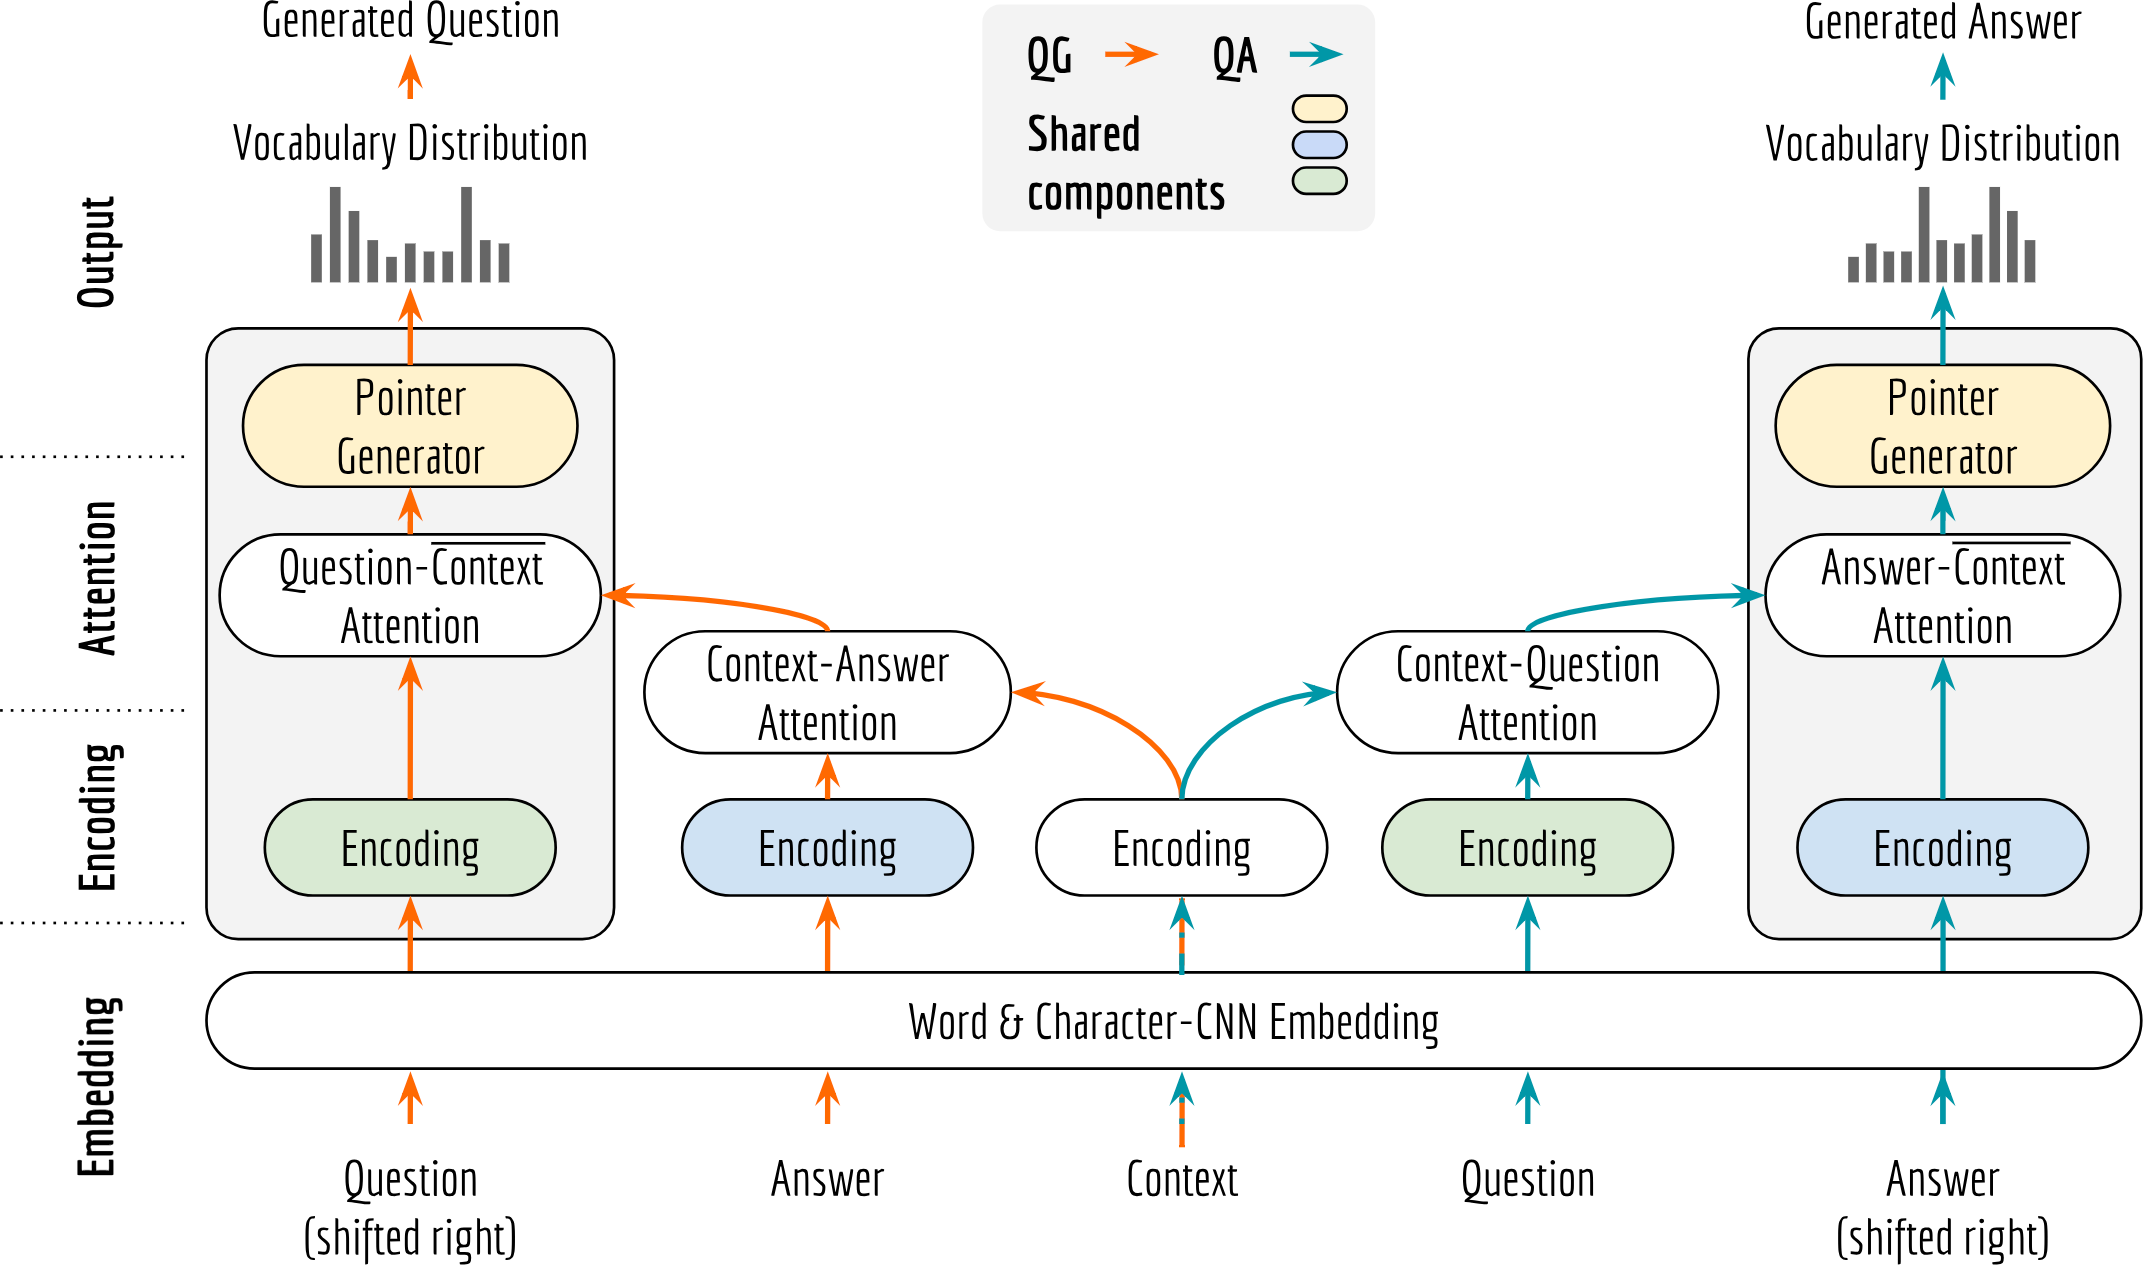 Generated Question
Vocabulary Distribution
QG
QA
Shared
components
Generated Answer
Vocabulary Distribution
Output
Attention
Encoding
Embedding
Pointer
Generator
Question-Context
Attention
Encoding
Context-Answer
Attention
Encoding
Encoding
Context-Question
Attention
Encoding
Pointer
Generator
Answer-Context
Attention
Encoding
Word & Character-CNN Embedding
Question
(shifted right)
Answer
Context
Question
Answer
(shifted right)